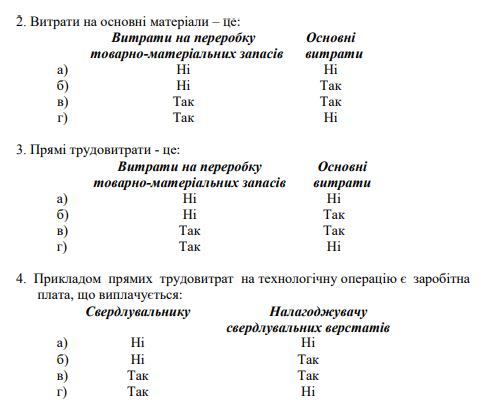 2. Витрати на основні матеріали – це:
Витрати на переробку Основні
товарно-матеріальних запасів витрати
а) Ні Ні
б) Ні Так
в) Так Так
г) Так Ні
3. Прямі трудовитрати - це:
Витрати на переробку Основні
товарно-матеріальних запасів витрати
а) Ні Ні
б) Ні Так
в) Так Так
г) Так Ні
4. Прикладом прямих трудовитрат на технологічну операцію є заробітна
плата, що виплачується:
Свердлувальнику Налагоджувачу
свердлувальних верстатів
а) Ні Ні
б) Ні Так
в) Так Так
г) Так Ні